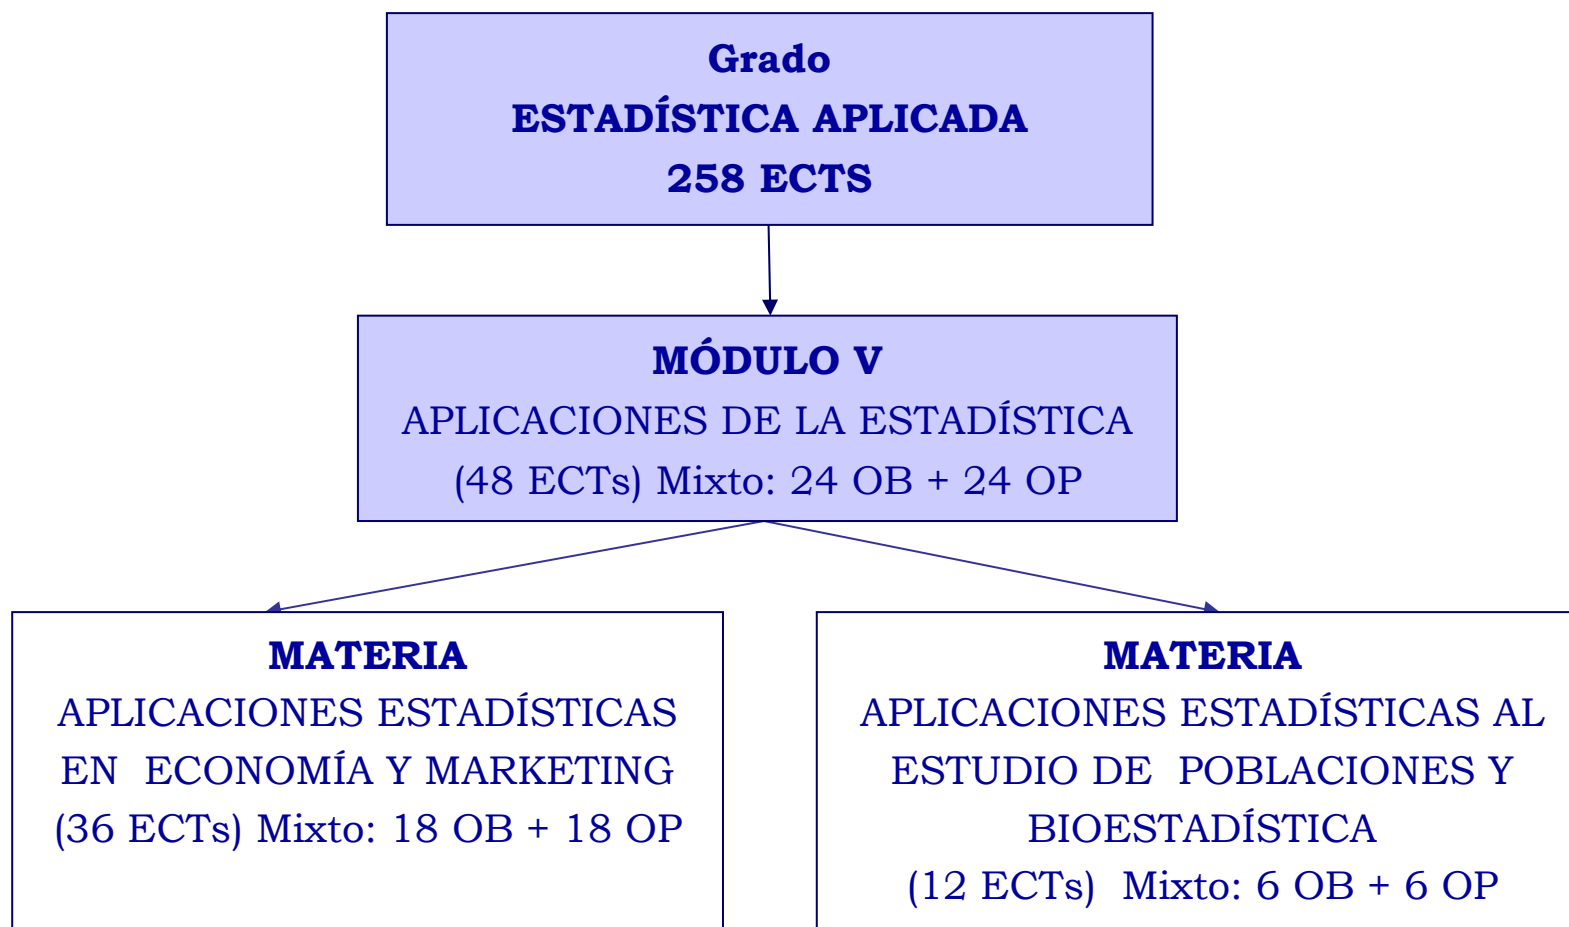 Grado
ESTADÍSTICA APLICADA
258 ECTS
MÓDULO V
APLICACIONES DE LA ESTADÍSTICA
(48 ECTs) Mixto: 24 OB + 24 OP
MATERIA
APLICACIONES ESTADÍSTICAS
EN  ECONOMÍA Y MARKETING
(36 ECTs) Mixto: 18 OB + 18 OP
MATERIA
APLICACIONES ESTADÍSTICAS AL
ESTUDIO DE  POBLACIONES Y
BIOESTADÍSTICA
(12 ECTs)  Mixto: 6 OB + 6 OP